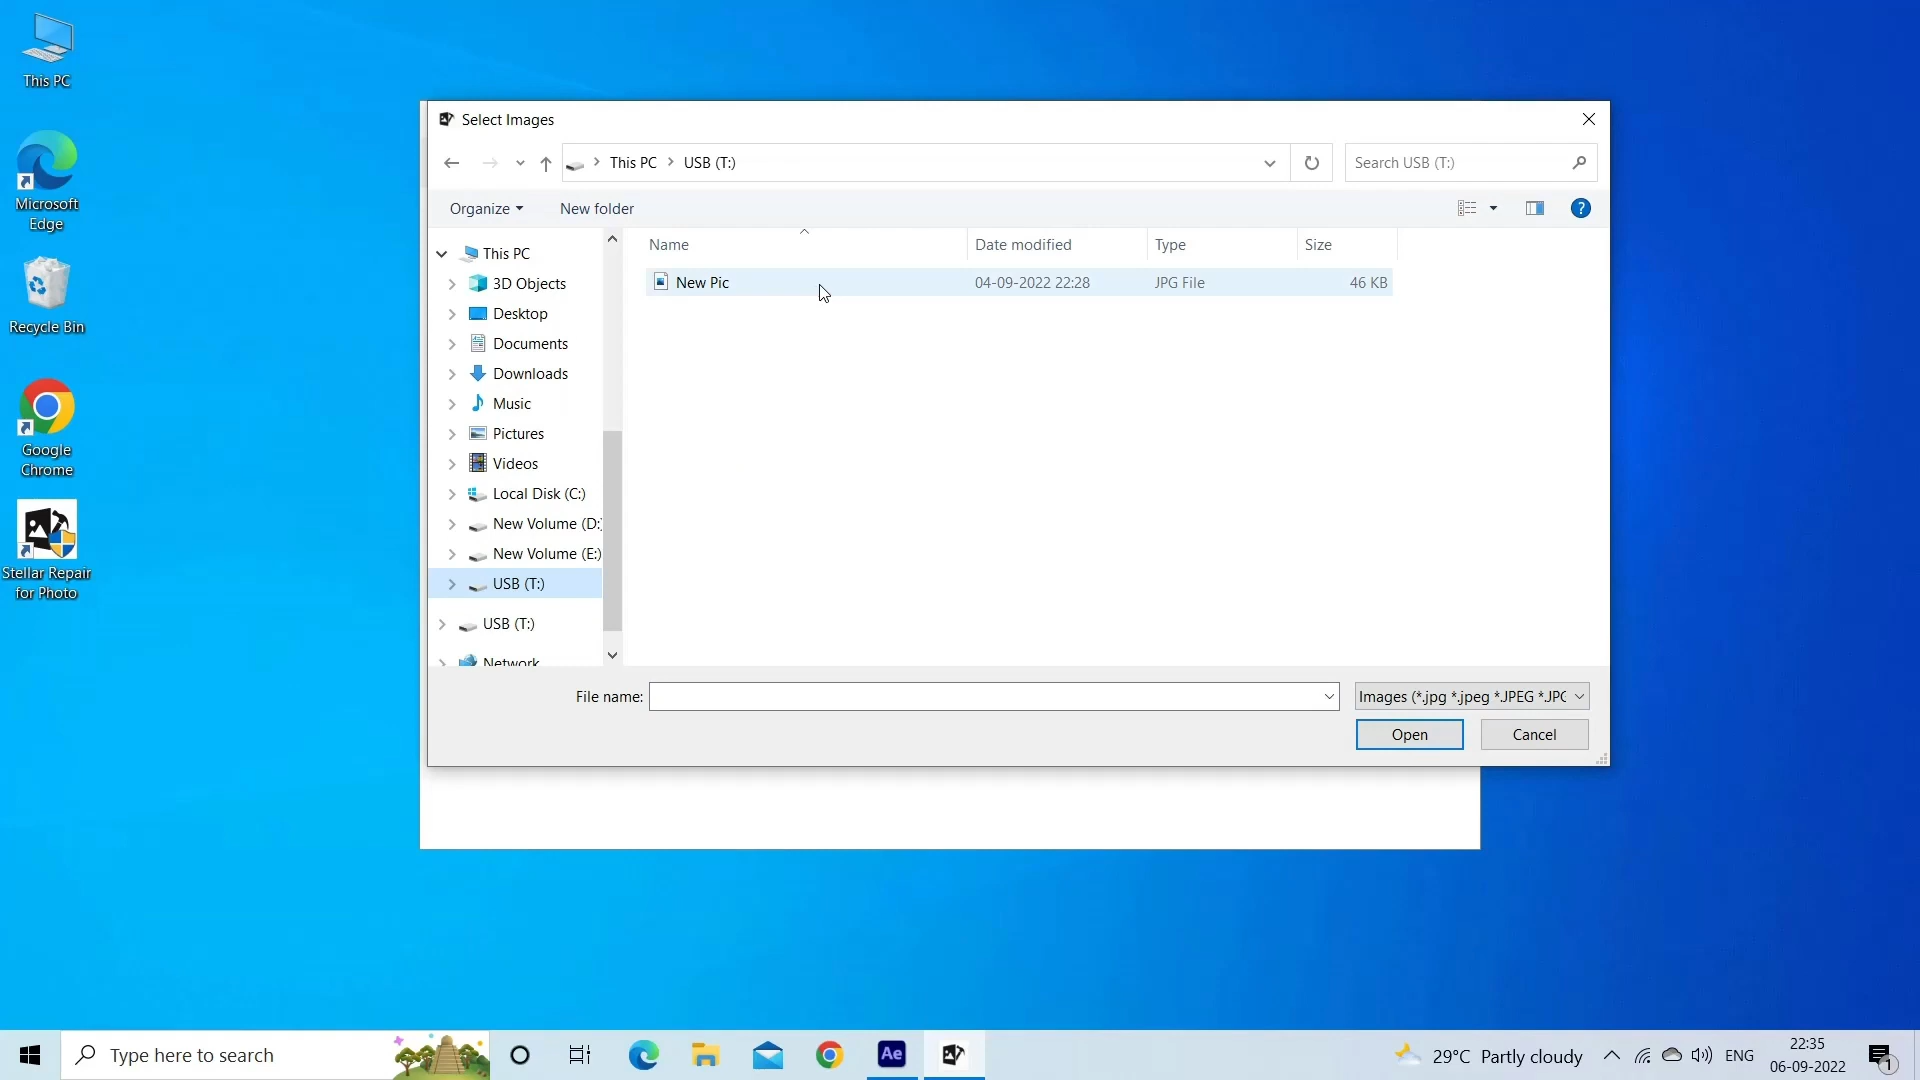 This PC
Microsoft
Edge
Recycle Bin
Google
Chrome
Stellar Repair
for Photo
Select Images
This PC
USB (T:)
Search USB (T:)
Organize
New folder
?
Name
Date modified
Type
Size
New Pic
04-09-2022 22:28
JPG File
46 KB
This PC
3D Objects
Desktop
Documents
Downloads
Music
Pictures
Videos
Local Disk (C:)
New Volume (D:)
New Volume (E:)
USB (T:)
USB (T:)
Network
File name:
Images (*.jpg *.jpeg *.JPEG *.JPG
Open
Cancel
Type here to search
Ae
29°C Partly cloudy
ENG
22:35
06-09-2022
1